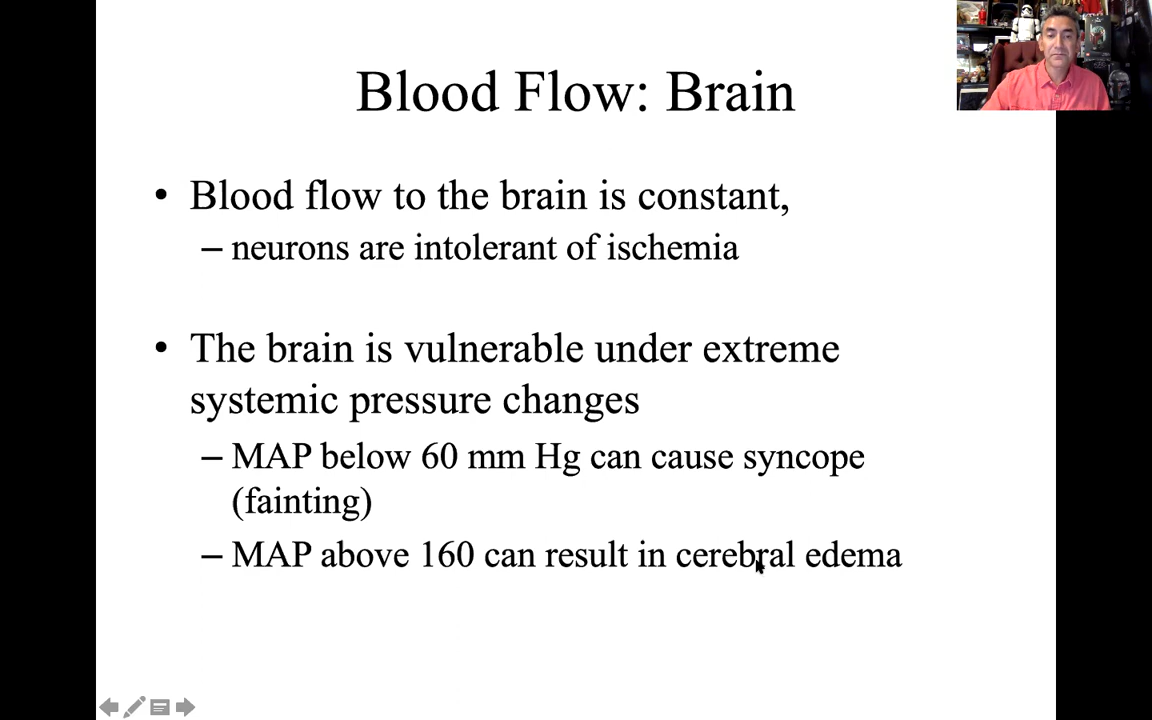 Blood Flow: Brain
• Blood flow to the brain is constant,
– neurons are intolerant of ischemia
• The brain is vulnerable under extreme
systemic pressure changes
– MAP below 60 mm Hg can cause syncope
(fainting)
– MAP above 160 can result in cerebral edema